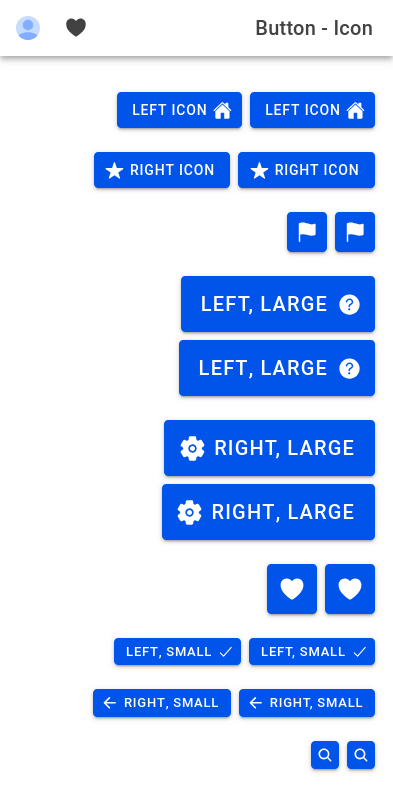 Button - Icon
LEFT ICON LEFT ICON
RIGHT ICON RIGHT ICON
LEFT, LARGE
LEFT, LARGE
RIGHT, LARGE
RIGHT, LARGE
LEFT, SMALL LEFT, SMALL
RIGHT, SMALL RIGHT, SMALL